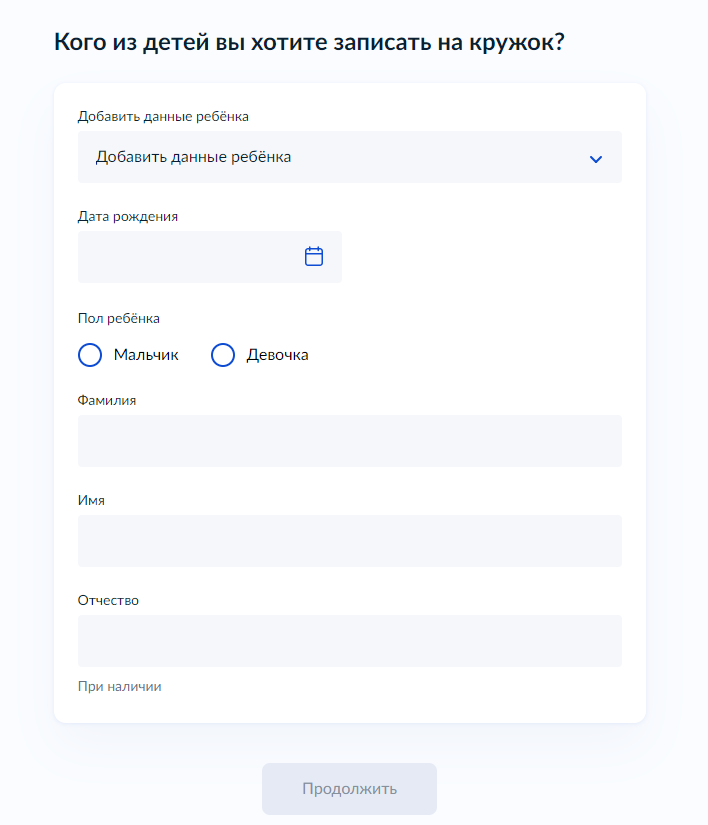 Кого из детей вы хотите записать на кружок?
Добавить данные ребёнка
Добавить данные ребёнка
Дата рождения
Пол ребёнка
Мальчик Девочка
Фамилия
Имя
Отчество
При наличии
Продолжить